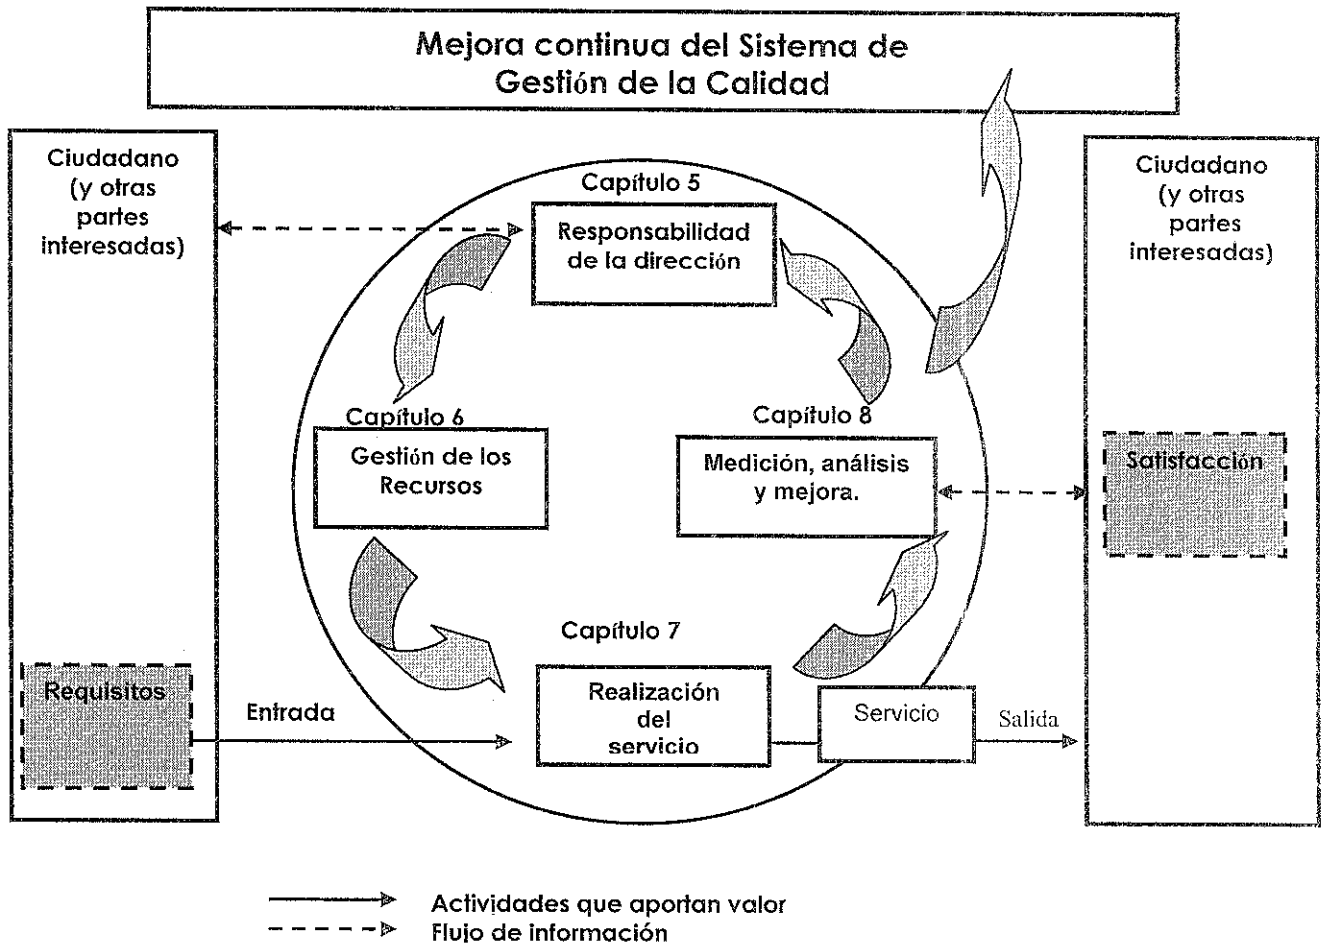 Mejora continua del Sistema de
Gestión de la Calidad
Ciudadano
(y otras
partes
interesadas)
Capítulo 5
Responsabilidad
de la dirección
Ciudadano
(y otras
partes
interesadas)
Capítulo 6
Gestión de los
Recursos
Capítulo 8
Medición, análisis
y mejora.
Satisfacción
Capítulo 7
Realización
del
servicio
Requisitos
Entrada
Servicio
Salida
Actividades que aportan valor
Flujo de información